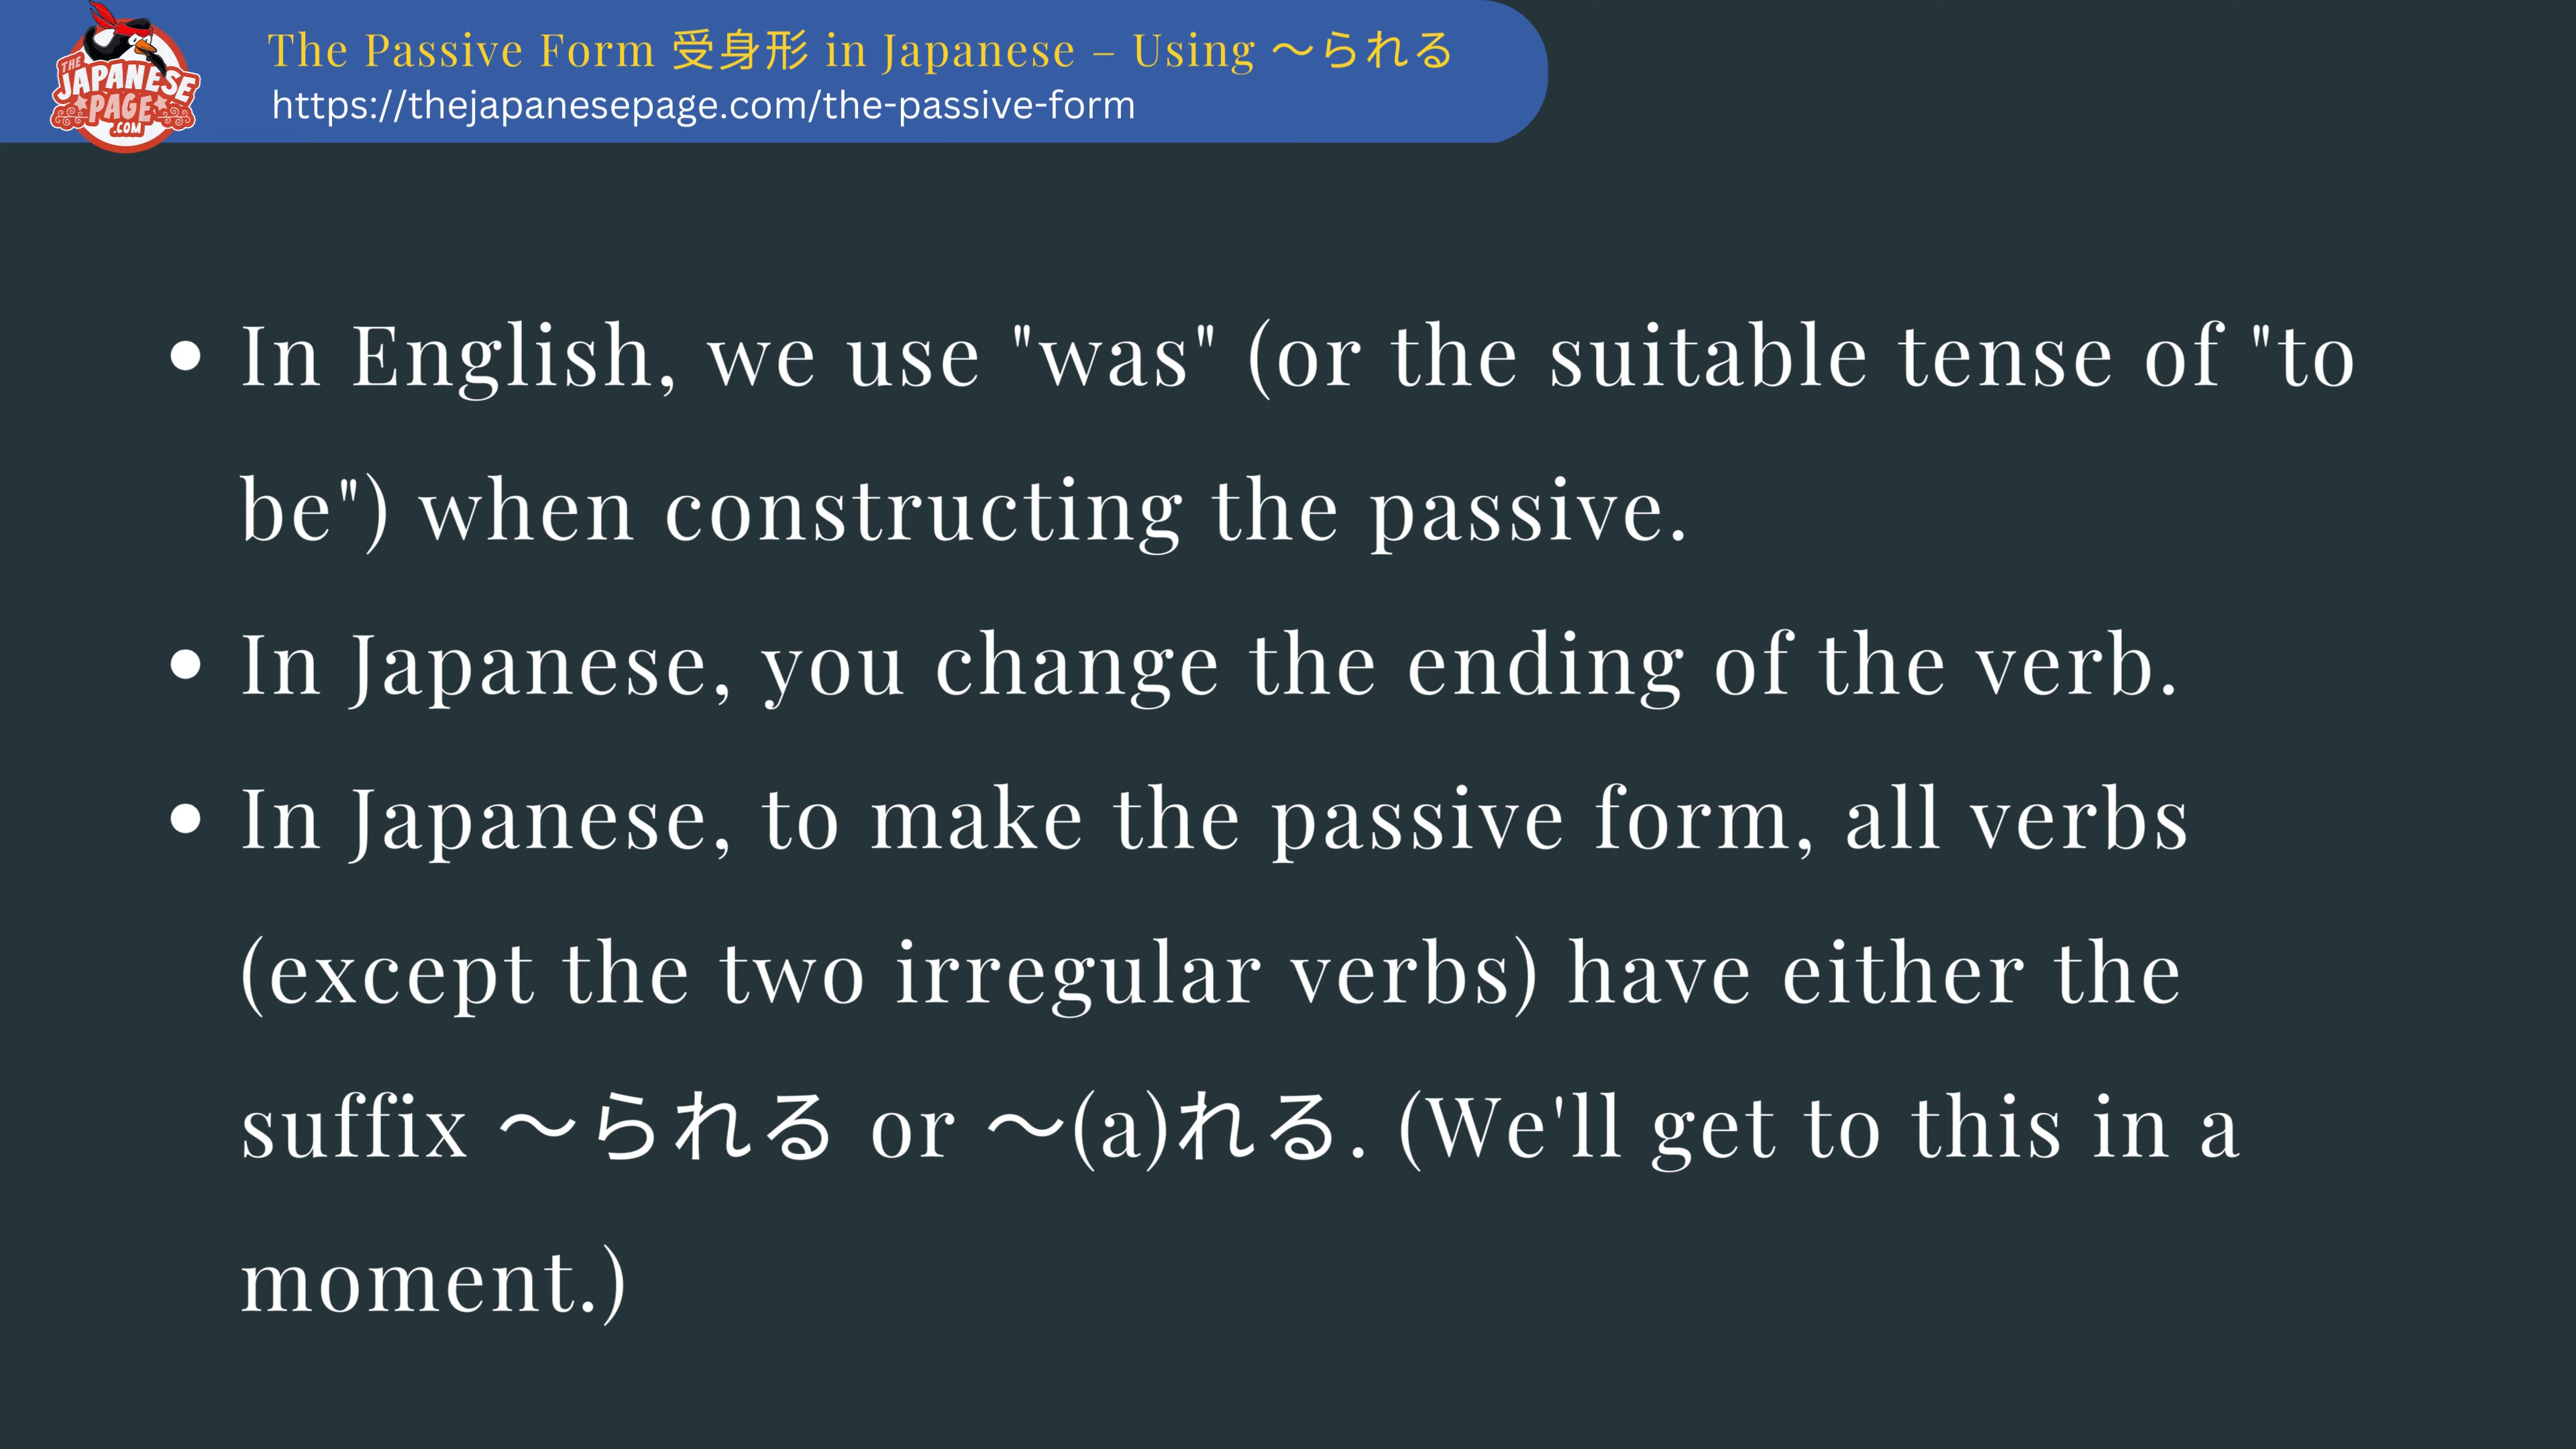 THE
JAPANESE
PAGE
.COM
The Passive Form 受身形 in Japanese – Using 〜られる
https://thejapanesepage.com/the-passive-form
• In English, we use "was" (or the suitable tense of "to
be") when constructing the passive.
• In Japanese, you change the ending of the verb.
• In Japanese, to make the passive form, all verbs
(except the two irregular verbs) have either the
suffix 〜られる or 〜(a)れる. (We'll get to this in a
moment.)